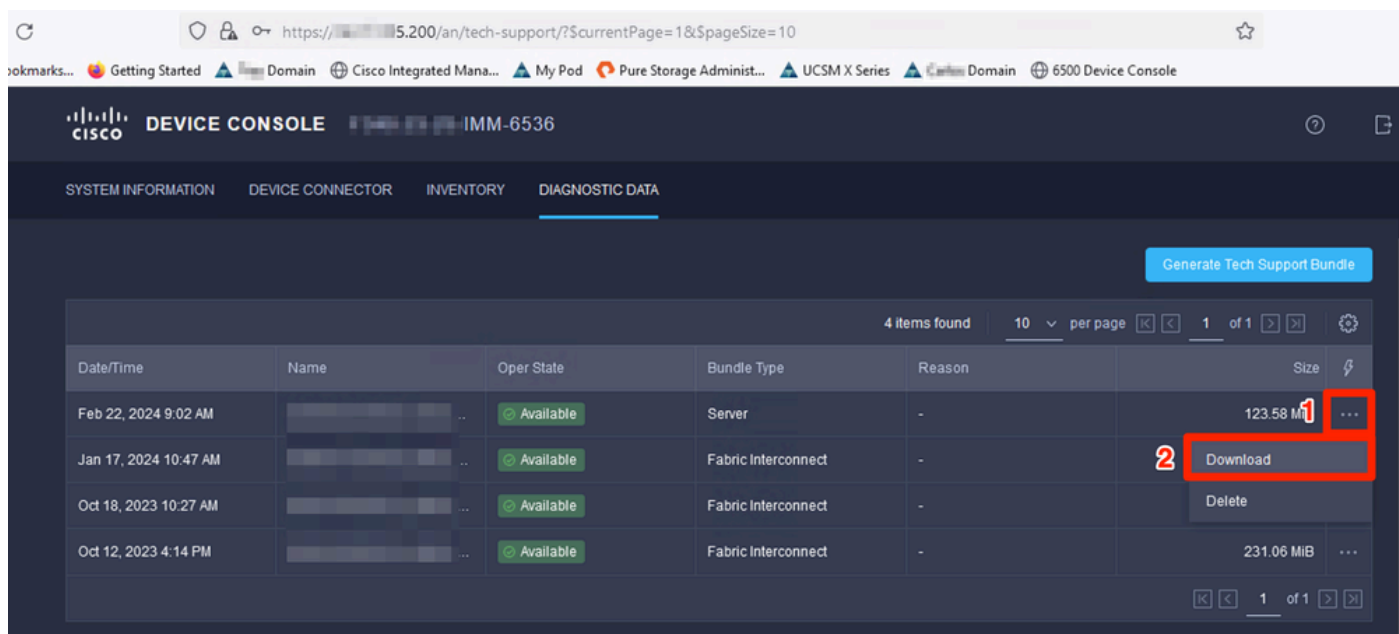 https:// 5.200/an/tech-support/?$currentPage=1&$pageSize=10
ookmarks... Getting Started Domain Cisco Integrated Mana... My Pod Pure Storage Administ... UCSM X Series Domain 6500 Device Console
CISCO DEVICE CONSOLE IMM-6536
SYSTEM INFORMATION DEVICE CONNECTOR INVENTORY DIAGNOSTIC DATA
Generate Tech Support Bundle
4 items found 10 per page 1 of 1
Date/Time Name Oper State Bundle Type Reason Size
Feb 22, 2024 9:02 AM .. Available Server - 123.58 1 ...
Jan 17, 2024 10:47 AM .. Available Fabric Interconnect - 2 Download
Oct 18, 2023 10:27 AM ... Available Fabric Interconnect - Delete
Oct 12, 2023 4:14 PM ... Available Fabric Interconnect - 231.06 MiB ...
1 of 1